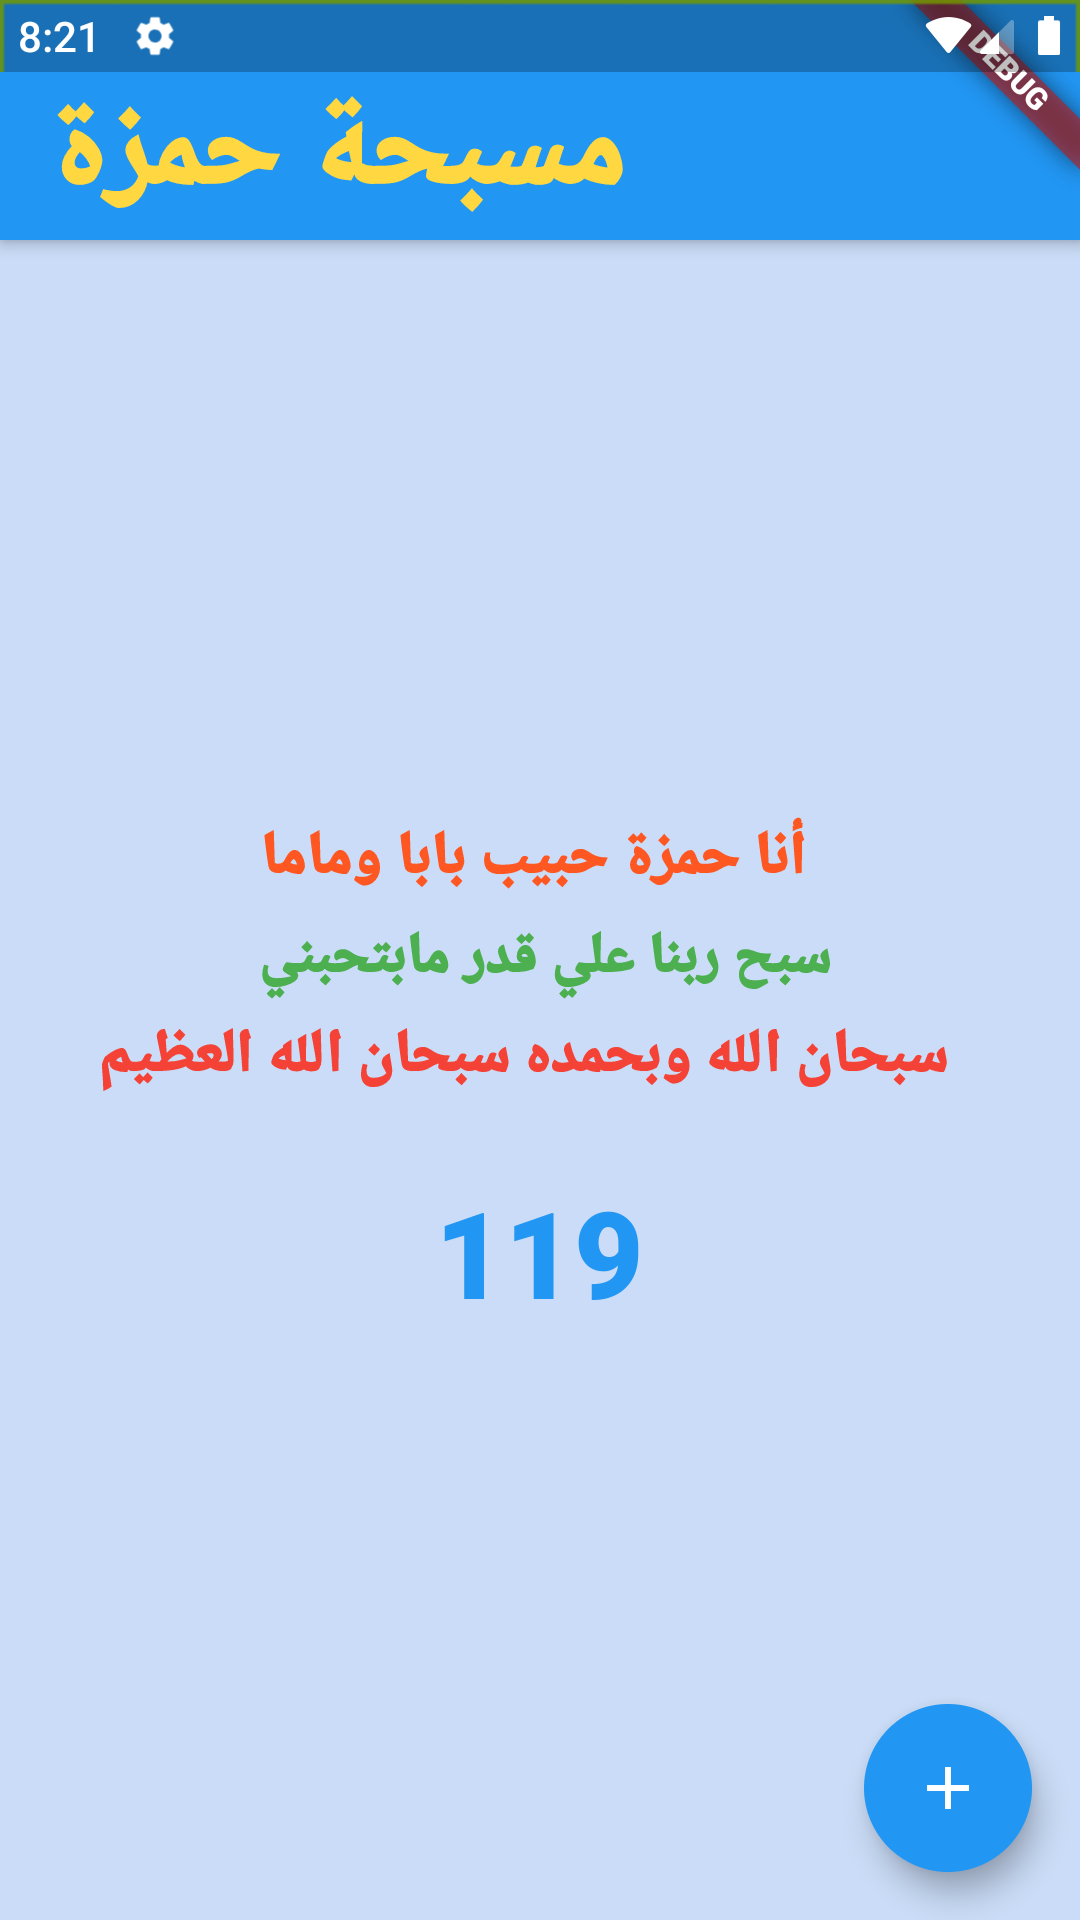 8:21
DEBUG
مسبحة حمزة
أنا حمزة حبيب بابا وماما
سبح ربنا علي قدر مابتحبني
سبحان الله وبحمده سبحان الله العظيم
119